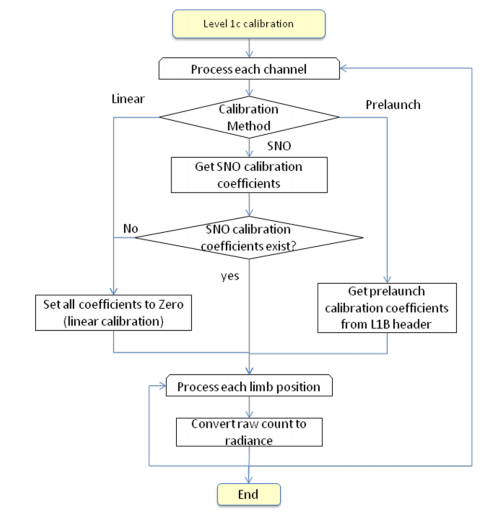 Level 1c calibration
Process each channel
Linear
Calibration
Method
Prelaunch
SNO
Get SNO calibration
coefficients
No
SNO calibration
coefficients exist?
yes
Set all coefficients to Zero
(linear calibration)
Get prelaunch
calibration coefficients
from L1B header
Process each limb position
Convert raw count to
radiance
End